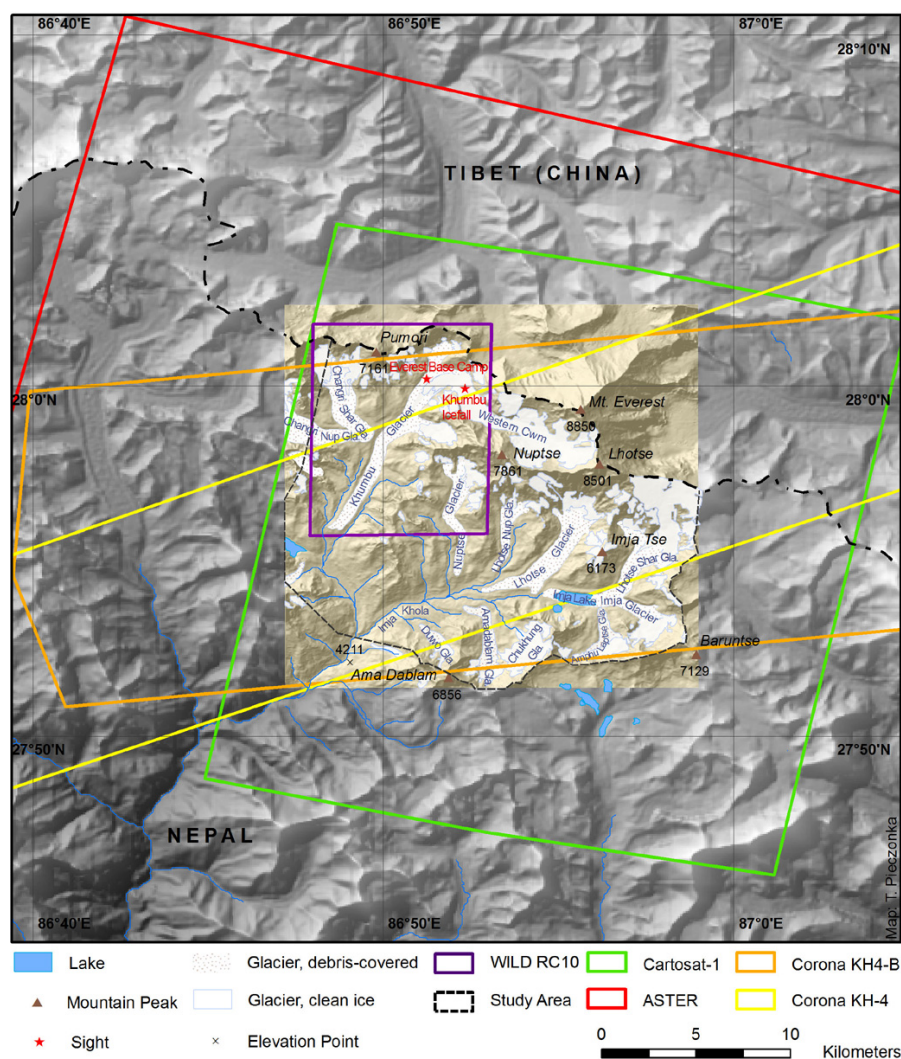 86°40'E
86°50'E
87°0'E
28°10'N
TIBET (CHINA)
Pumori
7161
Everest Base Camp
Khumbu
Icefall
Changri Shar Gla.
Changri Nup Gla.
Khumbu
Glacier
Western Cwm
Mt. Everest
8850
28°0'N
28°0'N
Nuptse
7861
Lhotse
8501
Nuptse
Glacier
Lhotse Nup Gla.
Lhotse
Glacier
Imja Tse
6173
Lhotse Shar Gla.
Imja Lake
Imja
Glacier
Imja
Khola
Duwo Gla.
Amadablam Gla.
Chukhung
Gla.
Amphu Laptse Gla.
Baruntse
7129
4211
Ama Dablam
6856
27°50'N
27°50'N
NEPAL
86°40'E
86°50'E
87°0'E
Map: T. Pieczonka
Lake
Glacier, debris-covered
WILD RC10
Cartosat-1
Corona KH4-B
Mountain Peak
Glacier, clean ice
Study Area
ASTER
Corona KH-4
Sight
Elevation Point
0 5 10
Kilometers